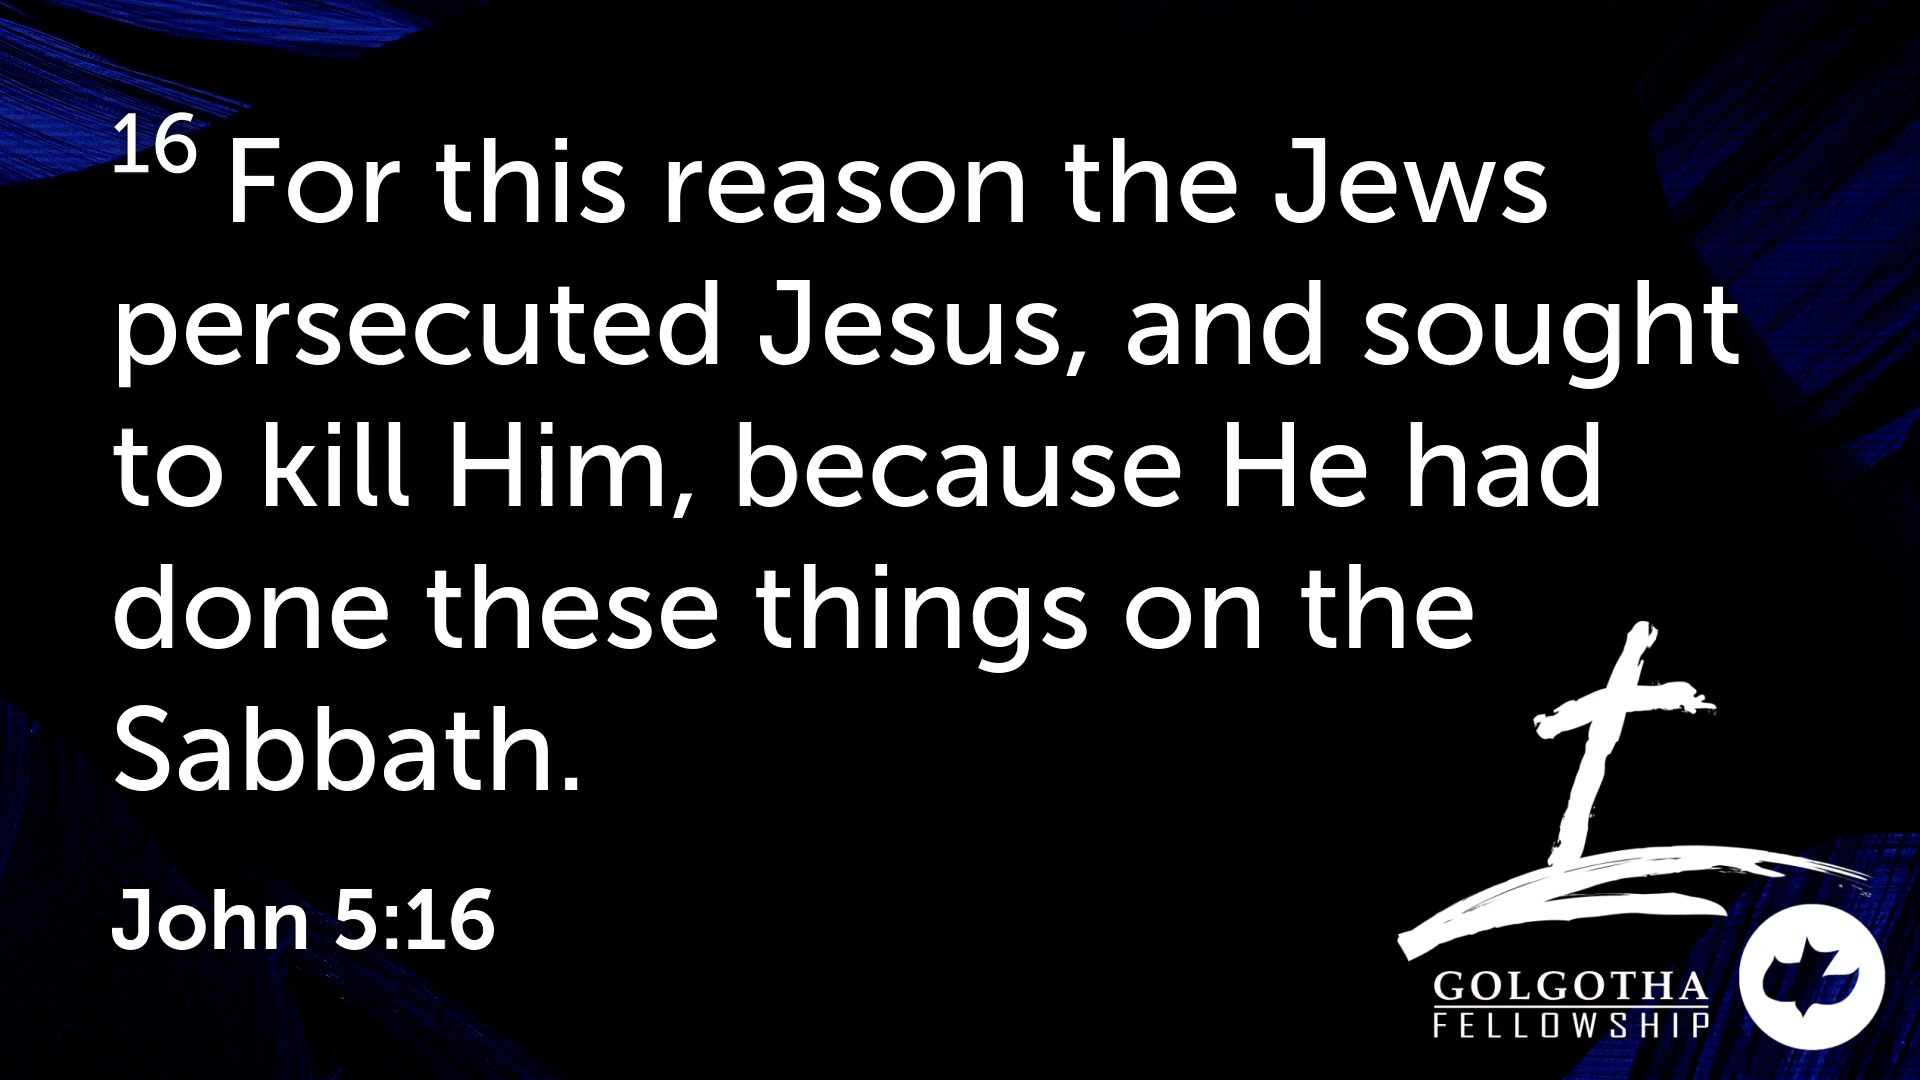 16 For this reason the Jews
persecuted Jesus, and sought
to kill Him, because He had
done these things on the
Sabbath.
John 5:16
GOLGOTHA
FELLOWSHIP